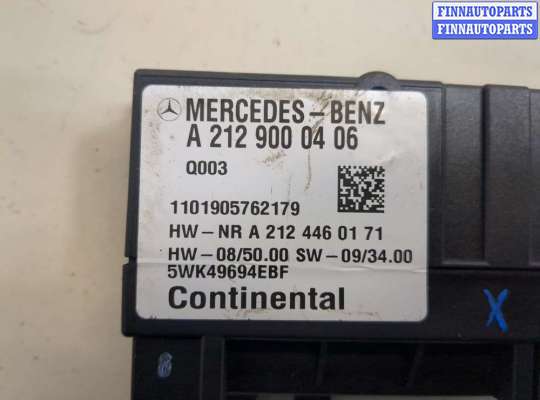 FINNAUTOPARTS
FINNAUTOPARTS
MERCEDES-BENZ
A 212 900 04 06
Q003
1101905762179
HW-NR A 212 446 01 71
HW-08/50.00 SW-09/34.00
5WK49694EBF
Continental
X